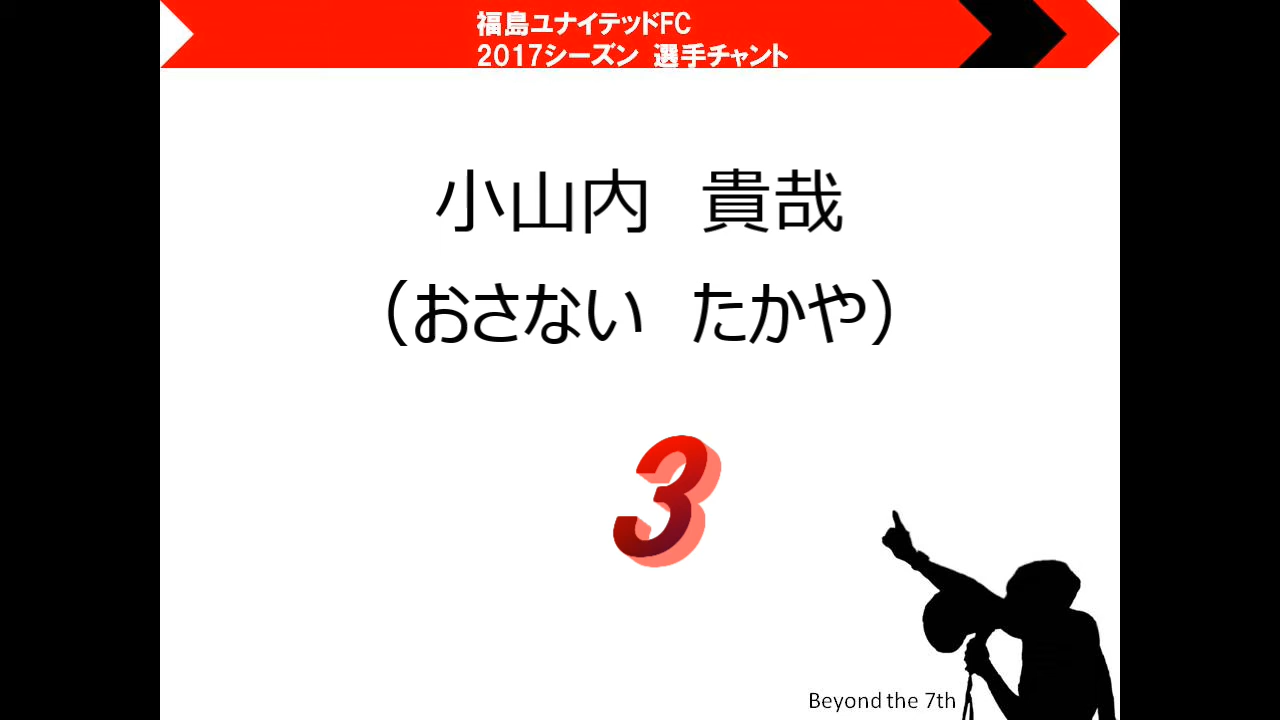 福島ユナイテッドFC
2017シーズン 選手チャント
小山内 貴哉
（おさない たかや）
3
Beyond the 7th